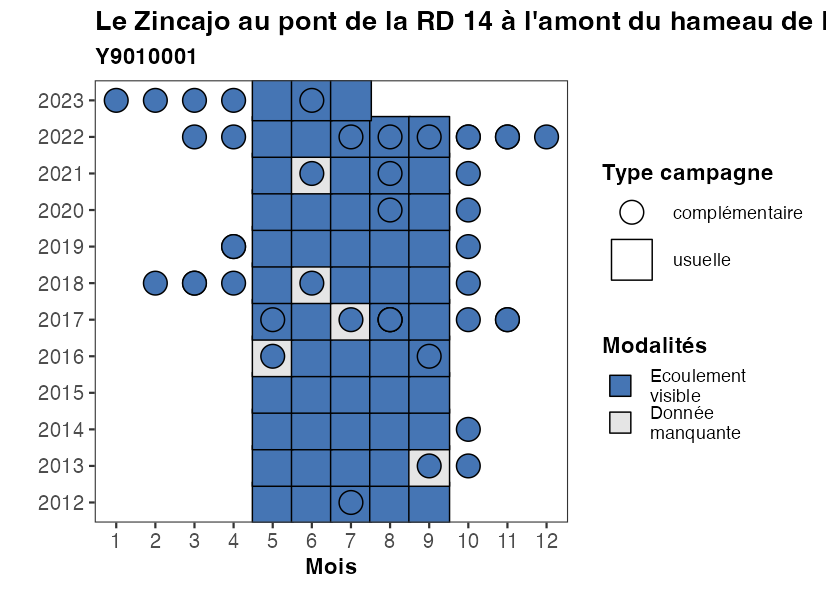 Le Zincajo au pont de la RD 14 à l'amont du hameau de
Y9010001
2023
2022
2021
2020
2019
2018
2017
2016
2015
2014
2013
2012
1 2 3 4 5 6 7 8 9 10 11 12
Mois
Type campagne
complémentaire
usuelle
Modalités
Ecoulement
visible
Donnée
manquante